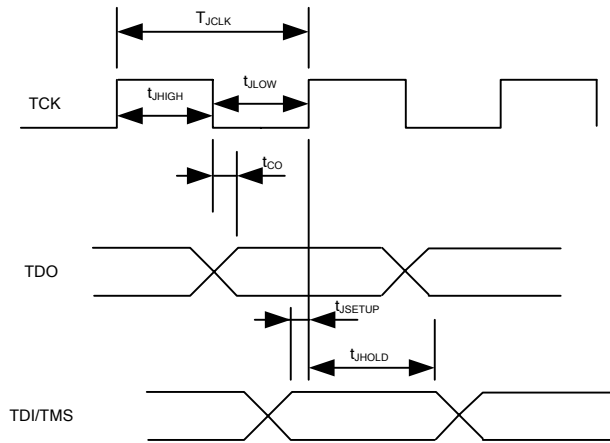 TJCLK
TCK
tJHIGH
tJLOW
tCO
TDO
tJSETUP
tJHOLD
TDI/TMS